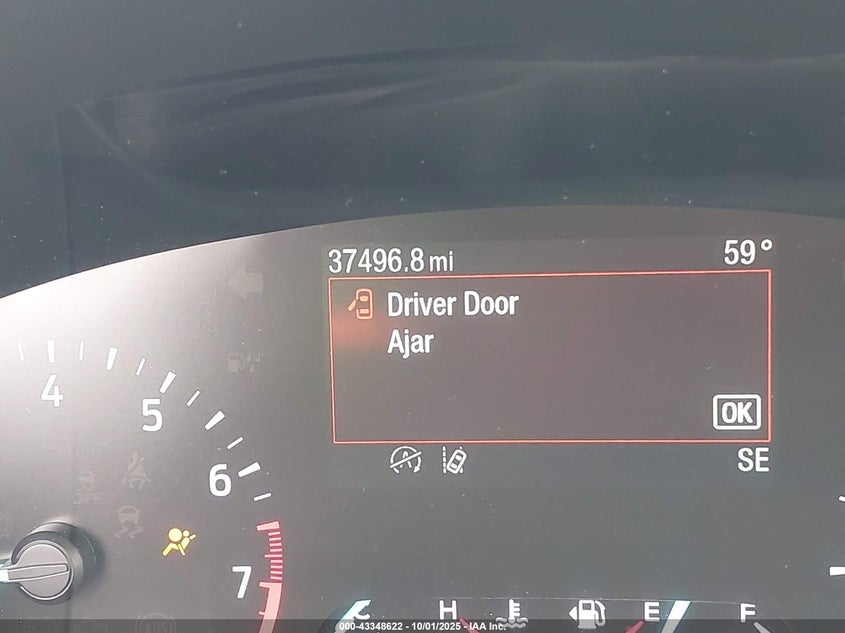 37496.8 mi
59°
Driver Door
Ajar
OK
SE
4
5
6
7
OFF
C
H
E
F
000-43348622 - 10/01/2025 - IAA Inc.